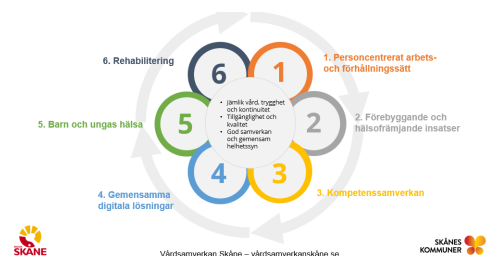 6. Rehabilitering
1. Personcentrerat arbets-
och förhållningssätt
6
1
• Jämlik vård, trygghet
och kontinuitet
• Tillgänglighet och
kvalitet
• God samverkan
och gemensam
helhetssyn
5. Barn och ungas hälsa
5
2
2. Förebyggande och
hälsofrämjande insatser
4
3
4. Gemensamma
digitala lösningar
3. Kompetenssamverkan
SKÅNE
SKÅNES
KOMMUNER
Vårdsamverkan Skåne – vårdsamverkanskåne.se